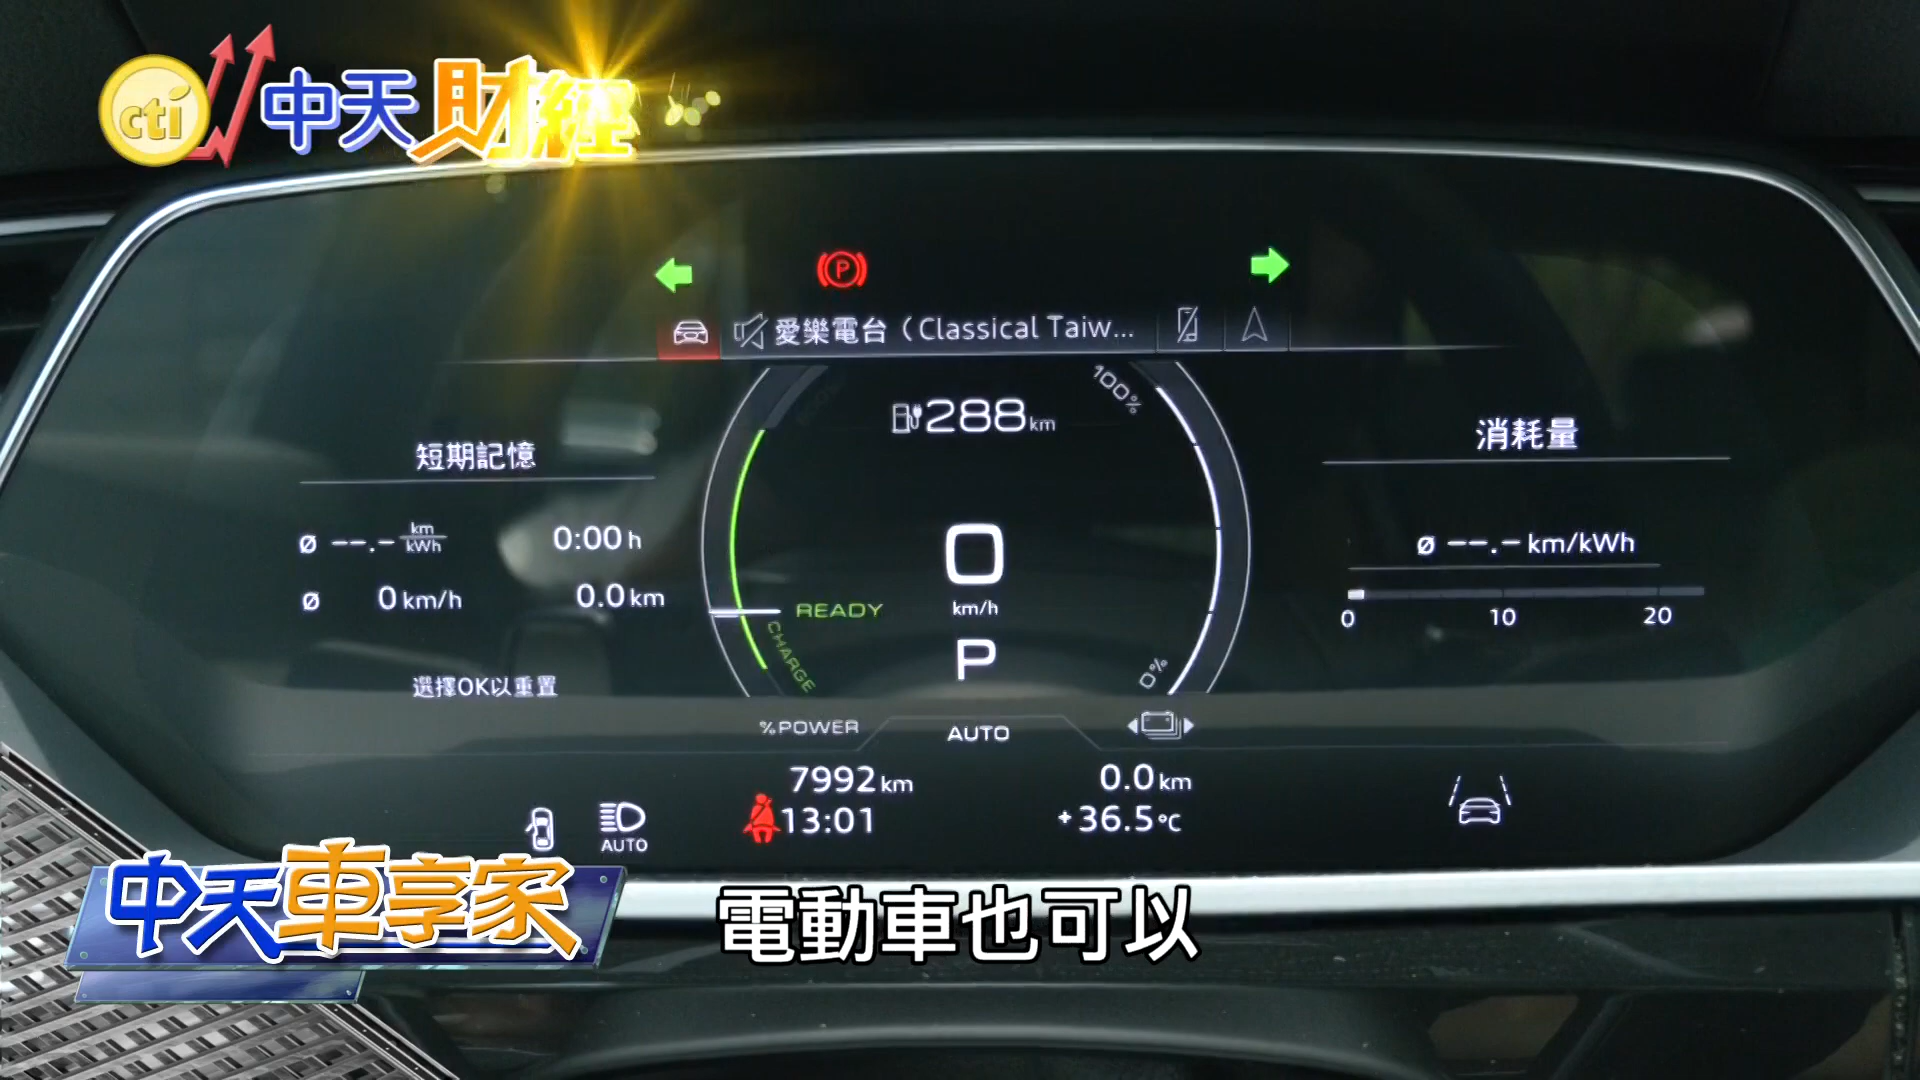 cti 中天財經
愛樂電台（Classical Taiw...
100%
288 km
短期記憶
消耗量
ø --.- km/kWh
0:00 h
ø --.- km/kWh
0
km/h
ø 0 km/h
0.0 km
READY
0 10 20
CHARGE
P
0%
選擇OK以重置
%POWER
AUTO
7992 km
0.0 km
13:01
+36.5°C
AUTO
中天車享家
電動車也可以